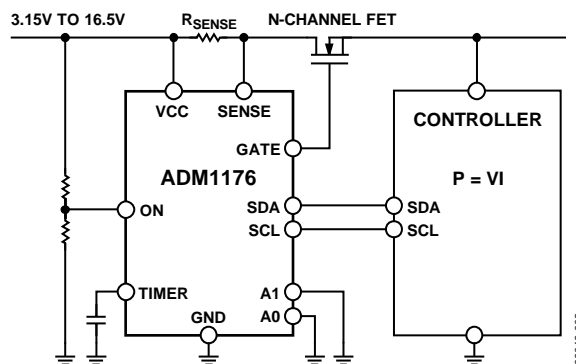 3.15V TO 16.5V
RSENSE
N-CHANNEL FET
VCC
SENSE
CONTROLLER
GATE
ADM1176
P = VI
ON
SDA
SDA
SCL
SCL
TIMER
A1
GND
A0